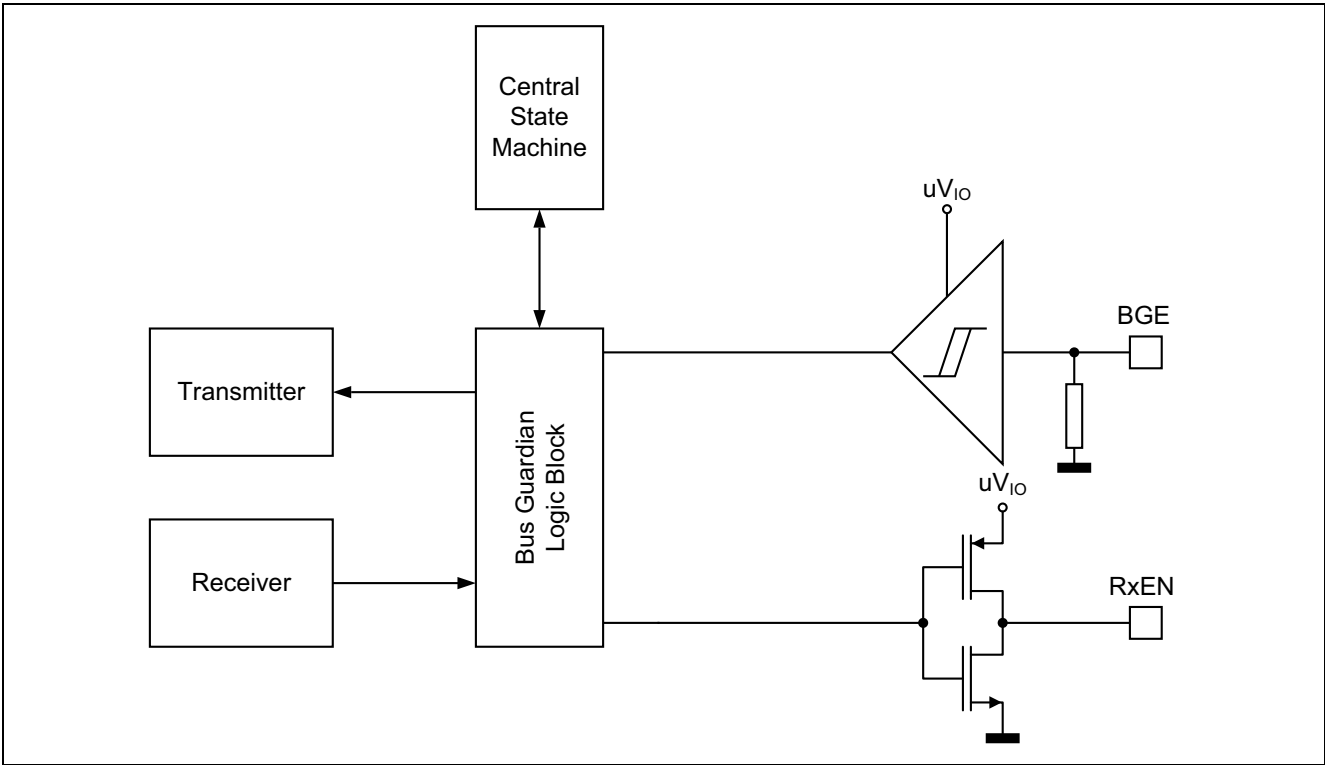 Central
State
Machine
uV_IO
BGE
Transmitter
Bus Guardian
Logic Block
uV_IO
Receiver
RxEN